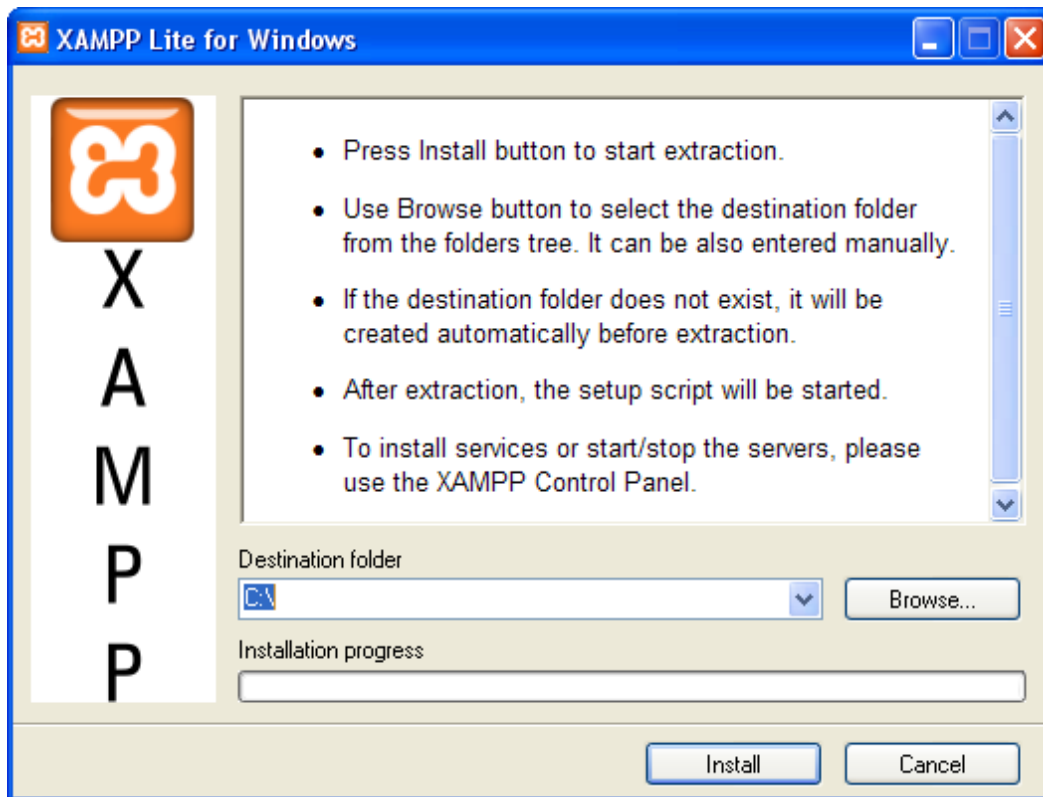 XAMPP Lite for Windows
X
A
M
P
P
• Press Install button to start extraction.
• Use Browse button to select the destination folder
from the folders tree. It can be also entered manually.
• If the destination folder does not exist, it will be
created automatically before extraction.
• After extraction, the setup script will be started.
• To install services or start/stop the servers, please
use the XAMPP Control Panel.
Destination folder
C:\
Browse...
Installation progress
Install
Cancel